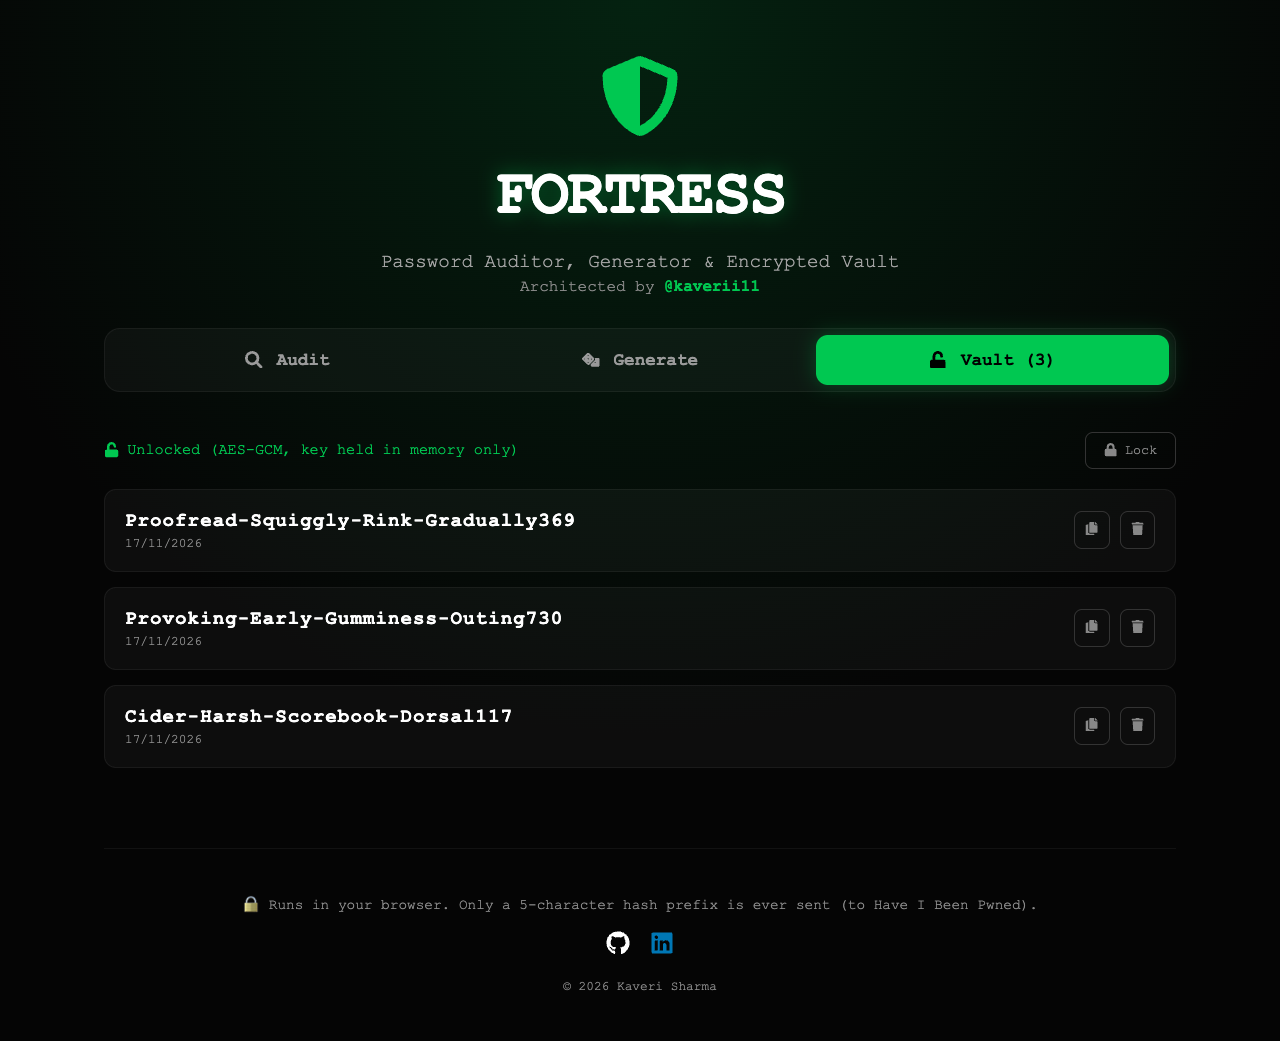 FORTRESS
Password Auditor, Generator & Encrypted Vault
Architected by @kaverii11
Audit
Generate
Vault (3)
Unlocked (AES-GCM, key held in memory only)
Lock
Proofread-Squiggly-Rink-Gradually369
17/11/2026
Provoking-Early-Gumminess-Outing730
17/11/2026
Cider-Harsh-Scorebook-Dorsal117
17/11/2026
Runs in your browser. Only a 5-character hash prefix is ever sent (to Have I Been Pwned).
in
© 2026 Kaveri Sharma